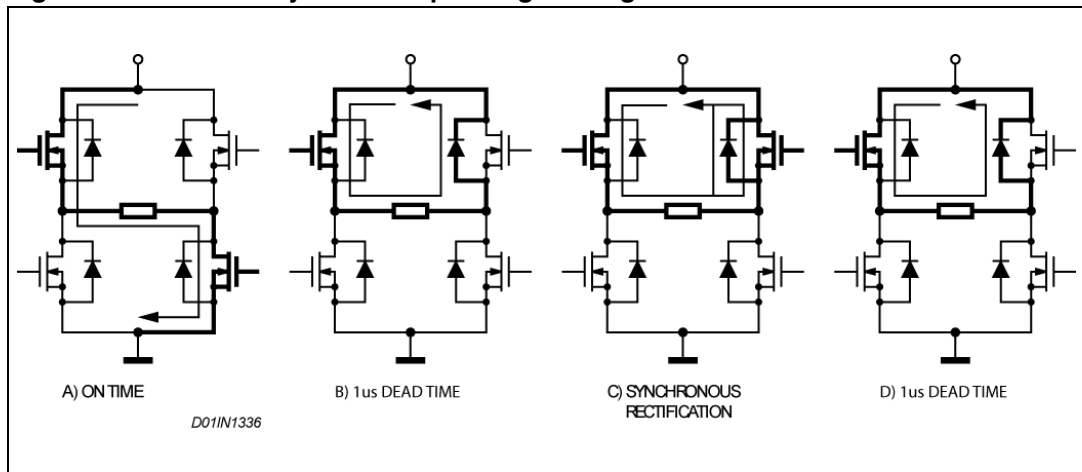 A) ON TIME
B) 1us DEAD TIME
C) SYNCHRONOUS
RECTIFICATION
D) 1us DEAD TIME
D01IN1336